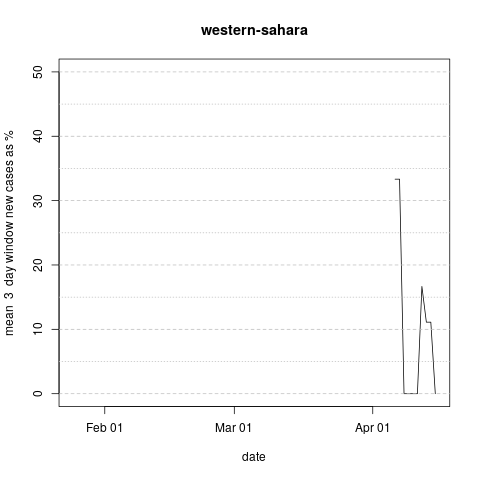 western-sahara
mean 3 day window new cases as %
50
40
30
20
10
0
Feb 01
Mar 01
Apr 01
date